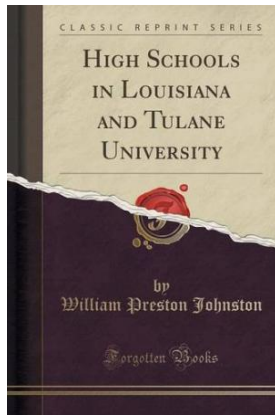 CLASSIC REPRINT SERIES
HIGH SCHOOLS
IN LOUISIANA
AND TULANE
UNIVERSITY
by
William Preston Johnston
Forgotten Books